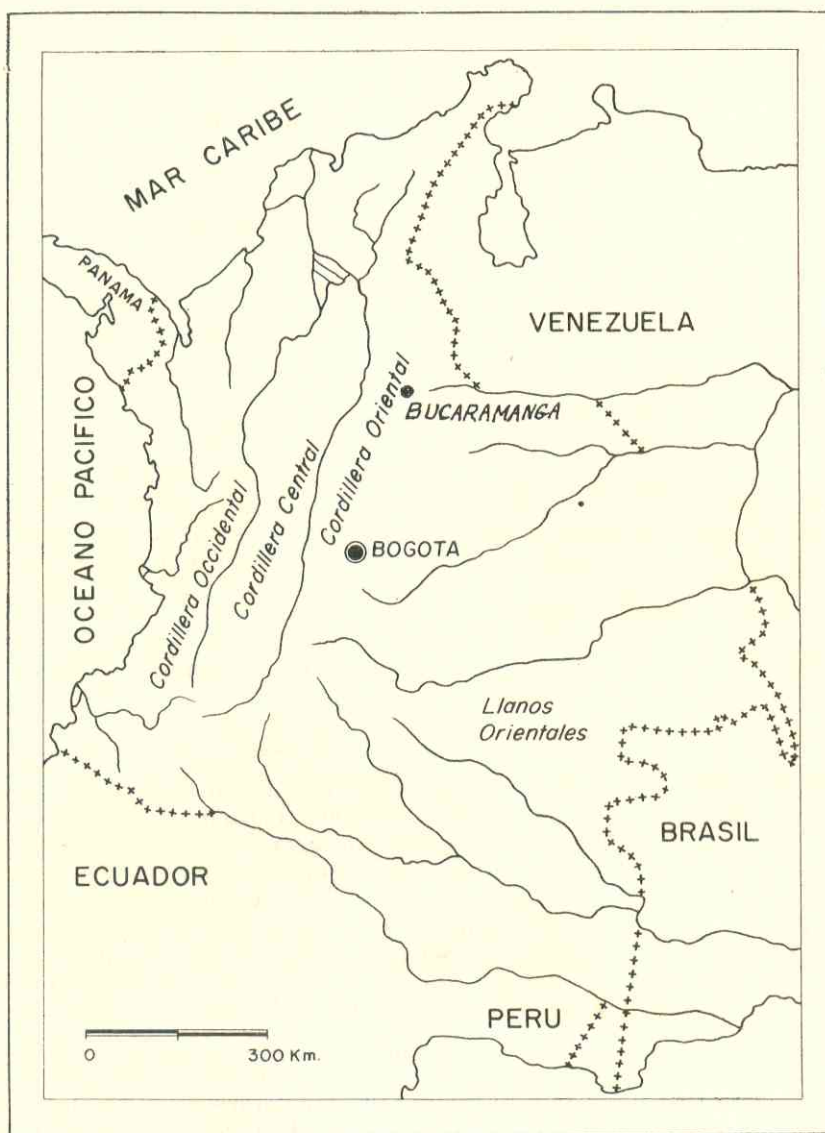 MAR CARIBE
PANAMA
VENEZUELA
OCEANO PACIFICO
BUCARAMANGA
Cordillera Oriental
Cordillera Central
Cordillera Occidental
BOGOTA
Llanos
Orientales
BRASIL
ECUADOR
PERU
0 300 Km.